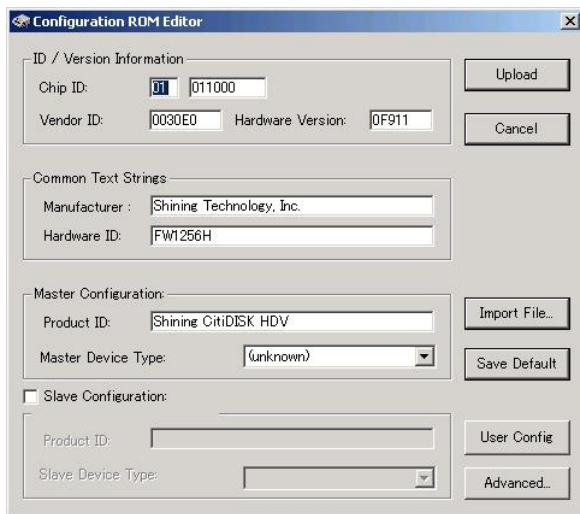 Configuration ROM Editor
ID / Version Information
Chip ID: 01 011000
Vendor ID: 0030E0 Hardware Version: 0F911
Upload
Cancel
Common Text Strings
Manufacturer : Shining Technology, Inc.
Hardware ID: FW1256H
Master Configuration:
Product ID: Shining CitiDISK HDV
Master Device Type: (unknown)
Import File...
Save Default
Slave Configuration:
Product ID:
Slave Device Type:
User Config
Advanced...